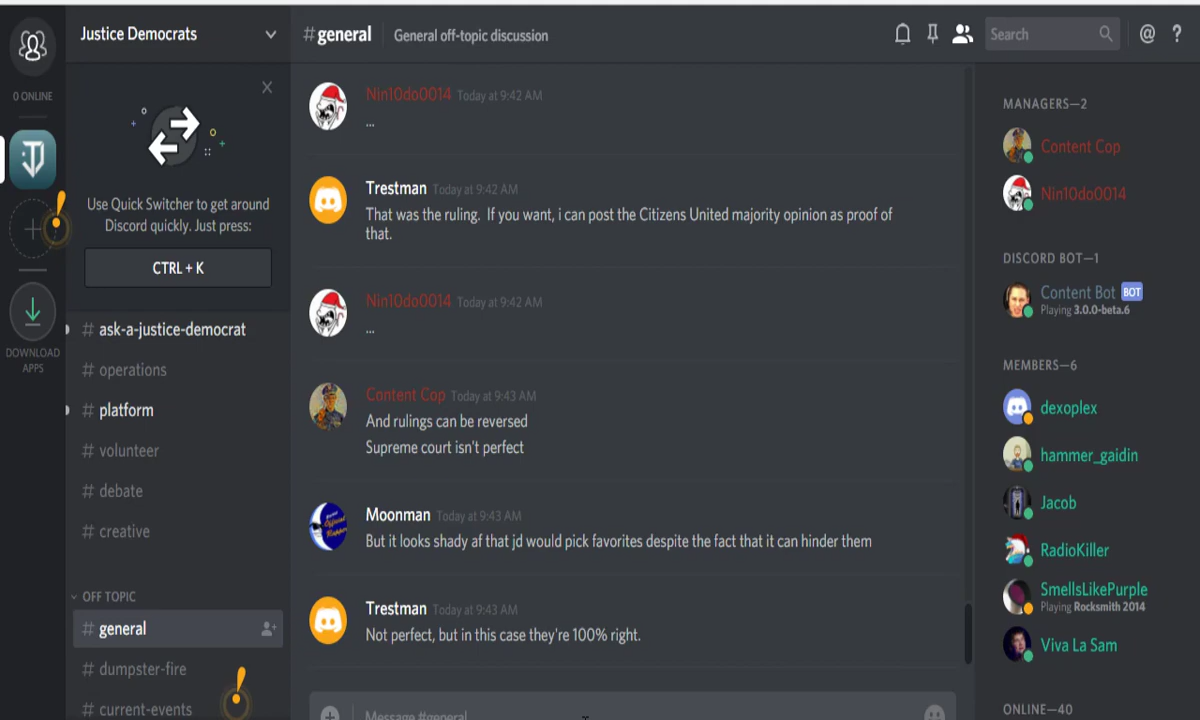 Justice Democrats
#general
General off-topic discussion
Search
@
?
0 ONLINE
DOWNLOAD
APPS
Use Quick Switcher to get around
Discord quickly. Just press:
CTRL + K
# ask-a-justice-democrat
# operations
# platform
# volunteer
# debate
# creative
OFF TOPIC
# general
# dumpster-fire
# current-events
Nin10do0014 Today at 9:42 AM
...
Trestman Today at 9:42 AM
That was the ruling. If you want, i can post the Citizens United majority opinion as proof of
that.
Nin10do0014 Today at 9:42 AM
...
Content Cop Today at 9:43 AM
And rulings can be reversed
Supreme court isn't perfect
Moonman Today at 9:43 AM
But it looks shady af that jd would pick favorites despite the fact that it can hinder them
Trestman Today at 9:43 AM
Not perfect, but in this case they're 100% right.
Message #general
MANAGERS—2
Content Cop
Nin10do0014
DISCORD BOT—1
Content Bot BOT
Playing 3.0.0-beta.6
MEMBERS—6
dexoplex
hammer_gaidin
Jacob
RadioKiller
SmellsLikePurple
Playing Rocksmith 2014
Viva La Sam
ONLINE—40